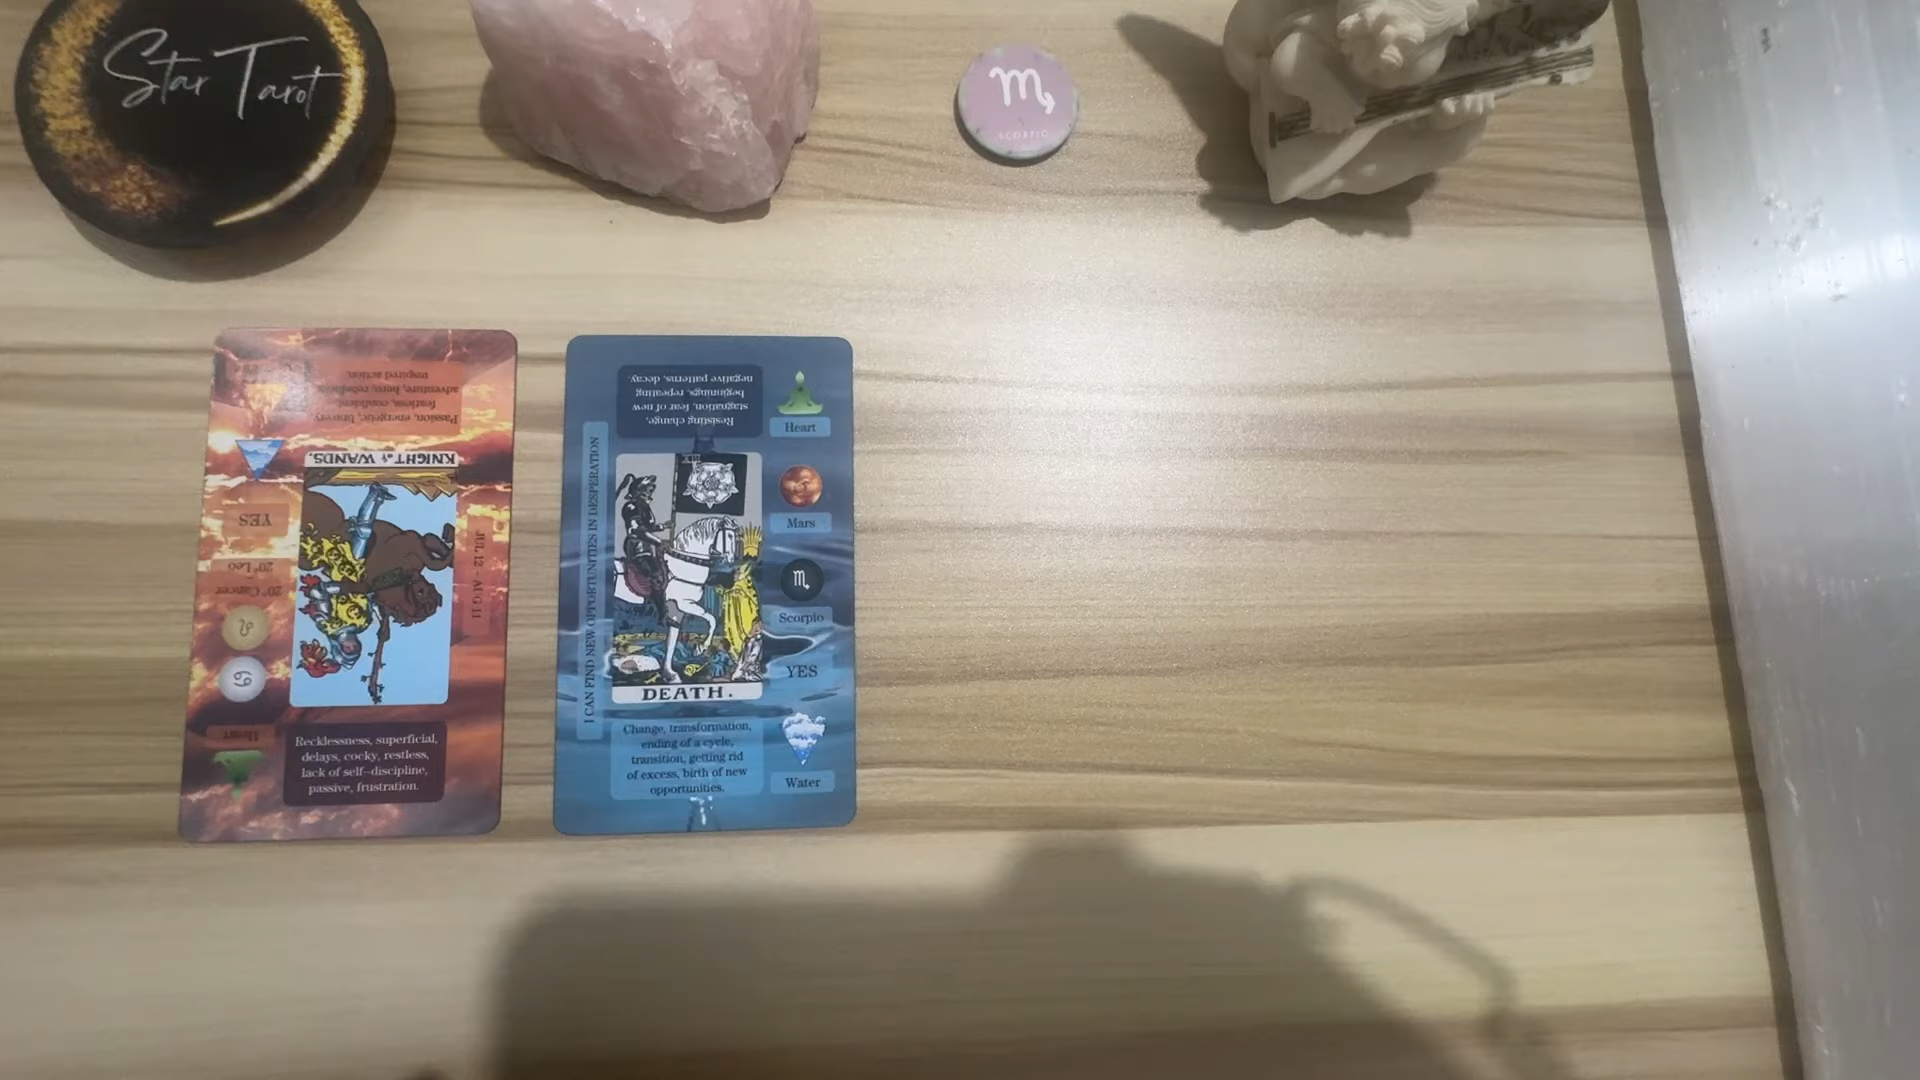 Star Tarot
SCORPIO
Passion, energetic, bravery,
fearless, confident,
adventure, hero, rebellious,
inspired action.
KNIGHT of WANDS.
YES
20° Leo
20° Cancer
JUL 12 - AUG 11
Heart
Recklessness, superficial,
delays, cocky, restless,
lack of self-discipline,
passive, frustration.
Resisting change,
stagnation, fear of new
beginnings, repeating
negative patterns, decay.
I CAN FIND NEW OPPORTUNITIES IN DESPERATION
XIII
DEATH.
Change, transformation,
ending of a cycle,
transition, getting rid
of excess, birth of new
opportunities.
Heart
Mars
Scorpio
YES
Water